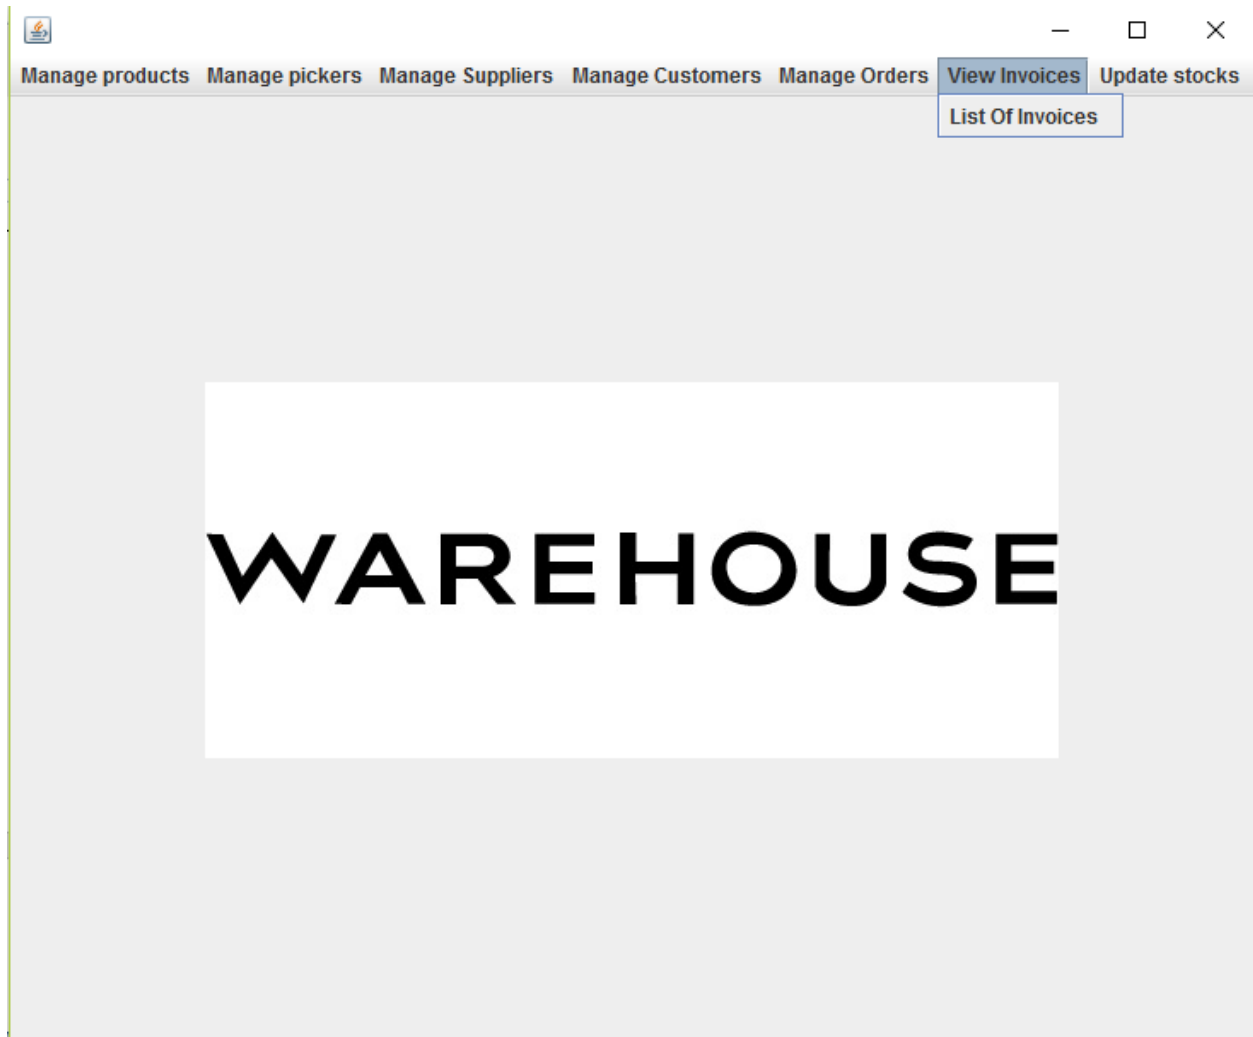 Manage products Manage pickers Manage Suppliers Manage Customers Manage Orders View Invoices Update stocks
List Of Invoices
WAREHOUSE